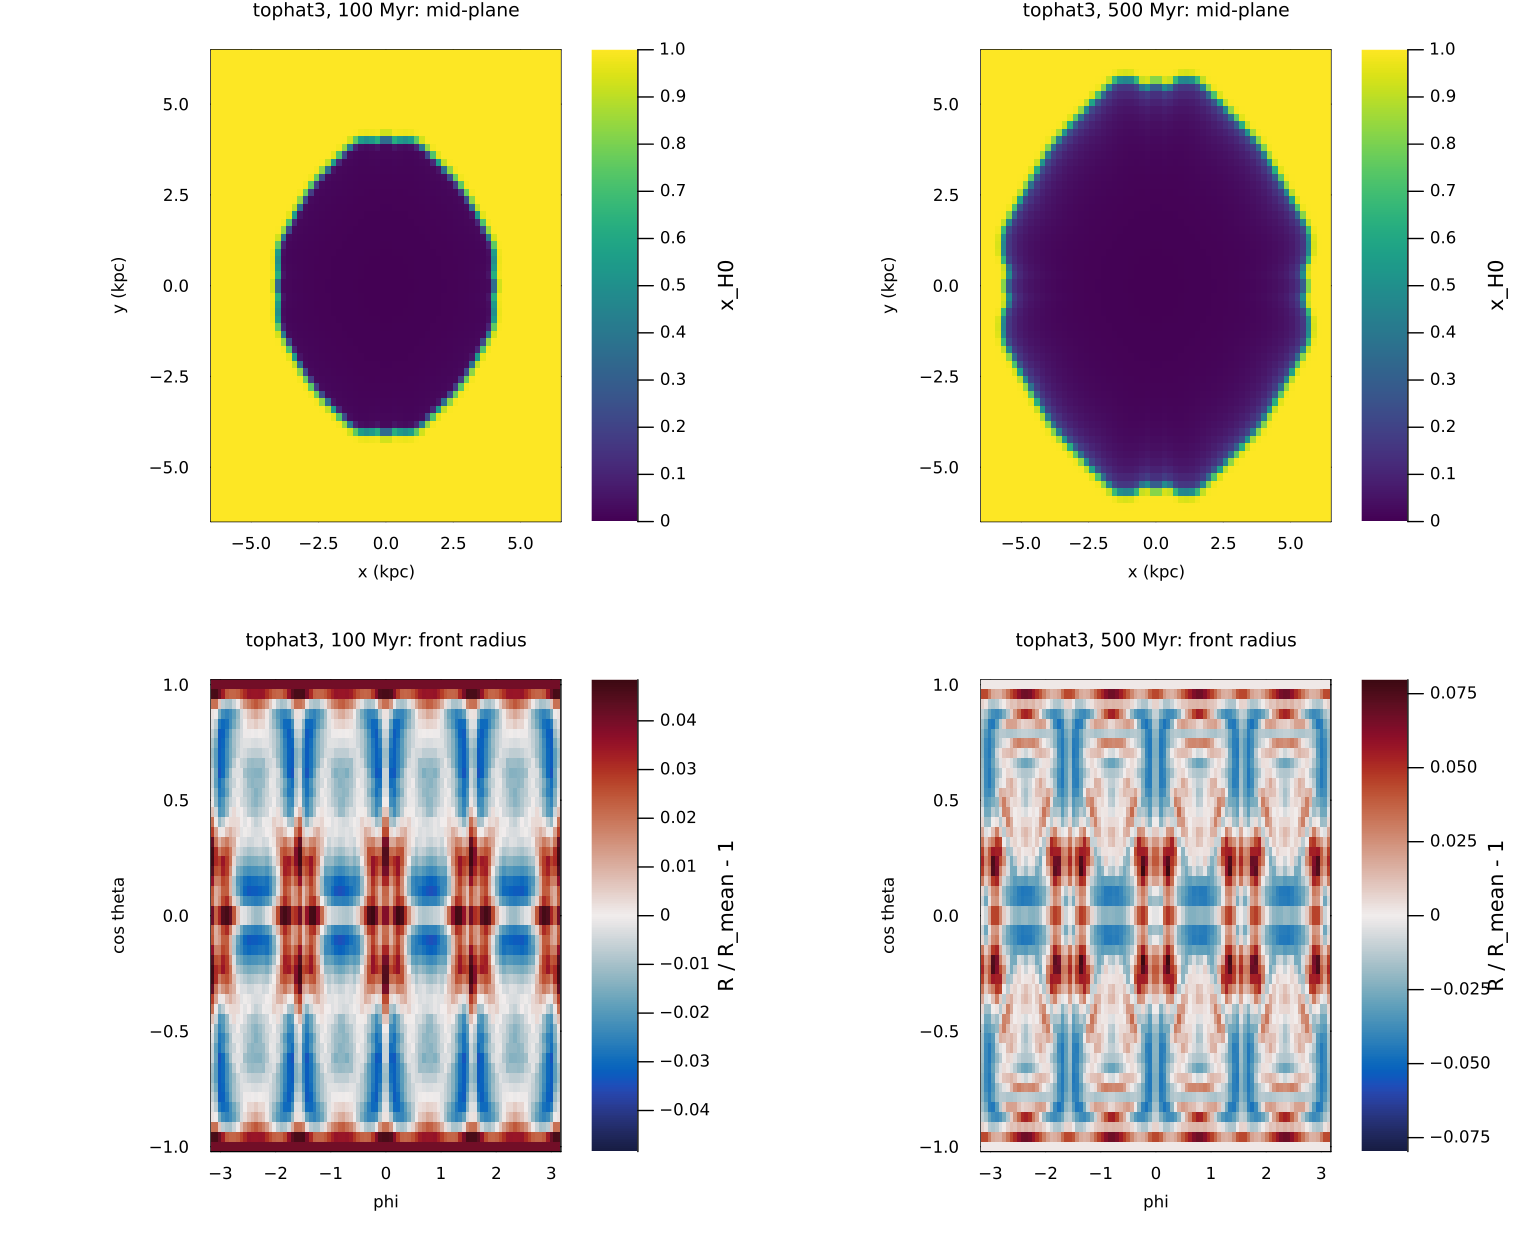 tophat3, 100 Myr: mid-plane
5.0
2.5
0.0
−2.5
−5.0
y (kpc)
−5.0 −2.5 0.0 2.5 5.0
x (kpc)
1.0
0.9
0.8
0.7
0.6
0.5
0.4
0.3
0.2
0.1
0
x_H0
tophat3, 500 Myr: mid-plane
5.0
2.5
0.0
−2.5
−5.0
y (kpc)
−5.0 −2.5 0.0 2.5 5.0
x (kpc)
1.0
0.9
0.8
0.7
0.6
0.5
0.4
0.3
0.2
0.1
0
x_H0
tophat3, 100 Myr: front radius
1.0
0.5
0.0
−0.5
−1.0
cos theta
−3 −2 −1 0 1 2 3
phi
0.04
0.03
0.02
0.01
0
−0.01
−0.02
−0.03
−0.04
R / R_mean - 1
tophat3, 500 Myr: front radius
1.0
0.5
0.0
−0.5
−1.0
cos theta
−3 −2 −1 0 1 2 3
phi
0.075
0.050
0.025
0
−0.025
−0.050
−0.075
R / R_mean - 1